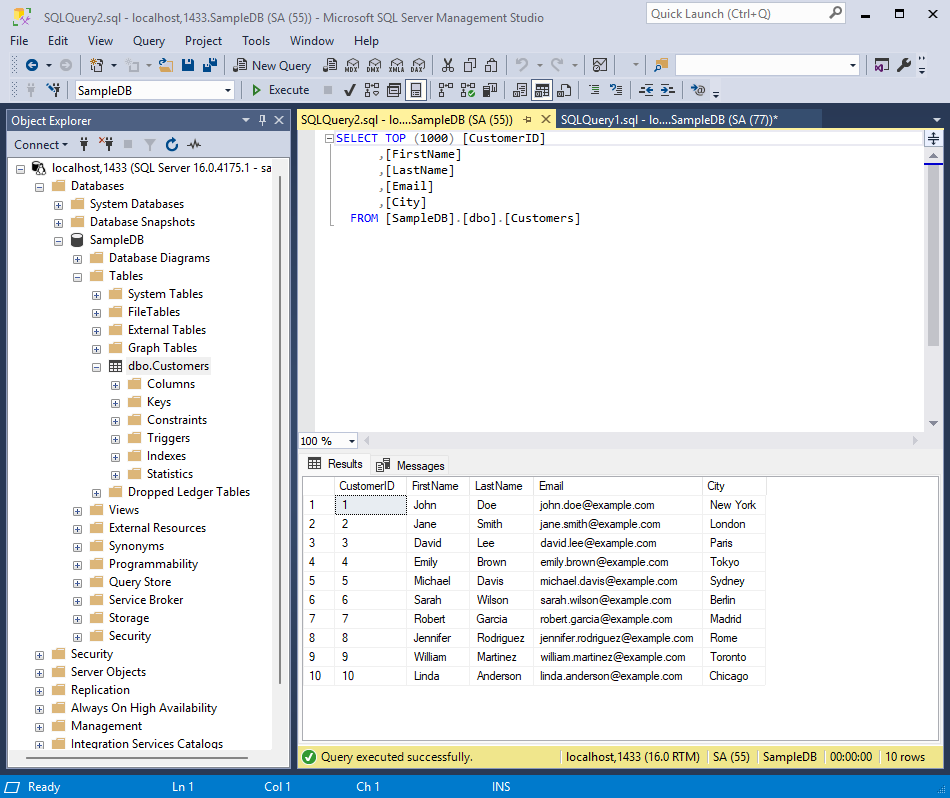 SQLQuery2.sql - localhost,1433.SampleDB (SA (55)) - Microsoft SQL Server Management Studio
Quick Launch (Ctrl+Q)
File Edit View Query Project Tools Window Help
New Query
MDX DMX XMLA DAX
SampleDB
Execute
Object Explorer
Connect
localhost,1433 (SQL Server 16.0.4175.1 - sa
Databases
System Databases
Database Snapshots
SampleDB
Database Diagrams
Tables
System Tables
FileTables
External Tables
Graph Tables
dbo.Customers
Columns
Keys
Constraints
Triggers
Indexes
Statistics
Dropped Ledger Tables
Views
External Resources
Synonyms
Programmability
Query Store
Service Broker
Storage
Security
Security
Server Objects
Replication
Always On High Availability
Management
Integration Services Catalogs
SQLQuery2.sql - lo....SampleDB (SA (55))
SQLQuery1.sql - lo....SampleDB (SA (77))*
SELECT TOP (1000) [CustomerID]
,[FirstName]
,[LastName]
,[Email]
,[City]
FROM [SampleDB].[dbo].[Customers]
100 %
Results Messages
CustomerID FirstName LastName Email City
1 1 John Doe john.doe@example.com New York
2 2 Jane Smith jane.smith@example.com London
3 3 David Lee david.lee@example.com Paris
4 4 Emily Brown emily.brown@example.com Tokyo
5 5 Michael Davis michael.davis@example.com Sydney
6 6 Sarah Wilson sarah.wilson@example.com Berlin
7 7 Robert Garcia robert.garcia@example.com Madrid
8 8 Jennifer Rodriguez jennifer.rodriguez@example.com Rome
9 9 William Martinez william.martinez@example.com Toronto
10 10 Linda Anderson linda.anderson@example.com Chicago
Query executed successfully.
localhost,1433 (16.0 RTM) SA (55) SampleDB 00:00:00 10 rows
Ready Ln 1 Col 1 Ch 1 INS